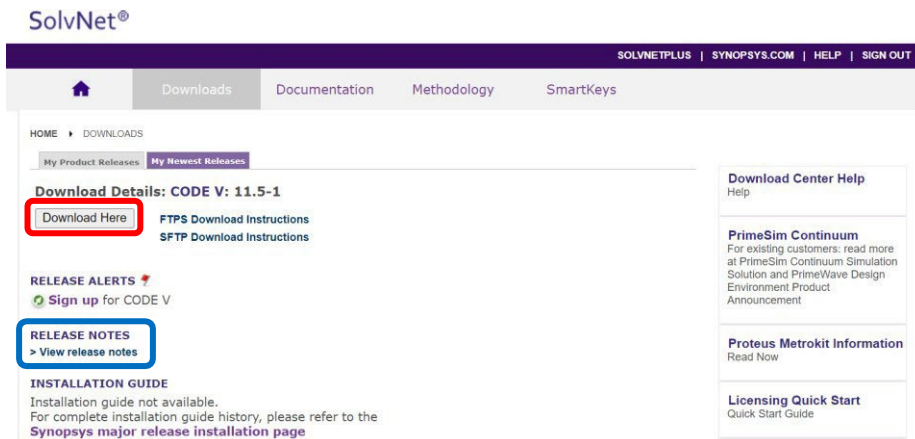 SolvNet®
SOLVNETPLUS | SYNOPSYS.COM | HELP | SIGN OUT
Downloads Documentation Methodology SmartKeys
HOME ▸ DOWNLOADS
My Product Releases My Newest Releases
Download Details: CODE V: 11.5-1
Download Here
FTPS Download Instructions
SFTP Download Instructions
RELEASE ALERTS
Sign up for CODE V
RELEASE NOTES
> View release notes
INSTALLATION GUIDE
Installation guide not available.
For complete installation guide history, please refer to the
Synopsys major release installation page
Download Center Help
Help
PrimeSim Continuum
For existing customers: read more
at PrimeSim Continuum Simulation
Solution and PrimeWave Design
Environment Product
Announcement
Proteus Metrokit Information
Read Now
Licensing Quick Start
Quick Start Guide